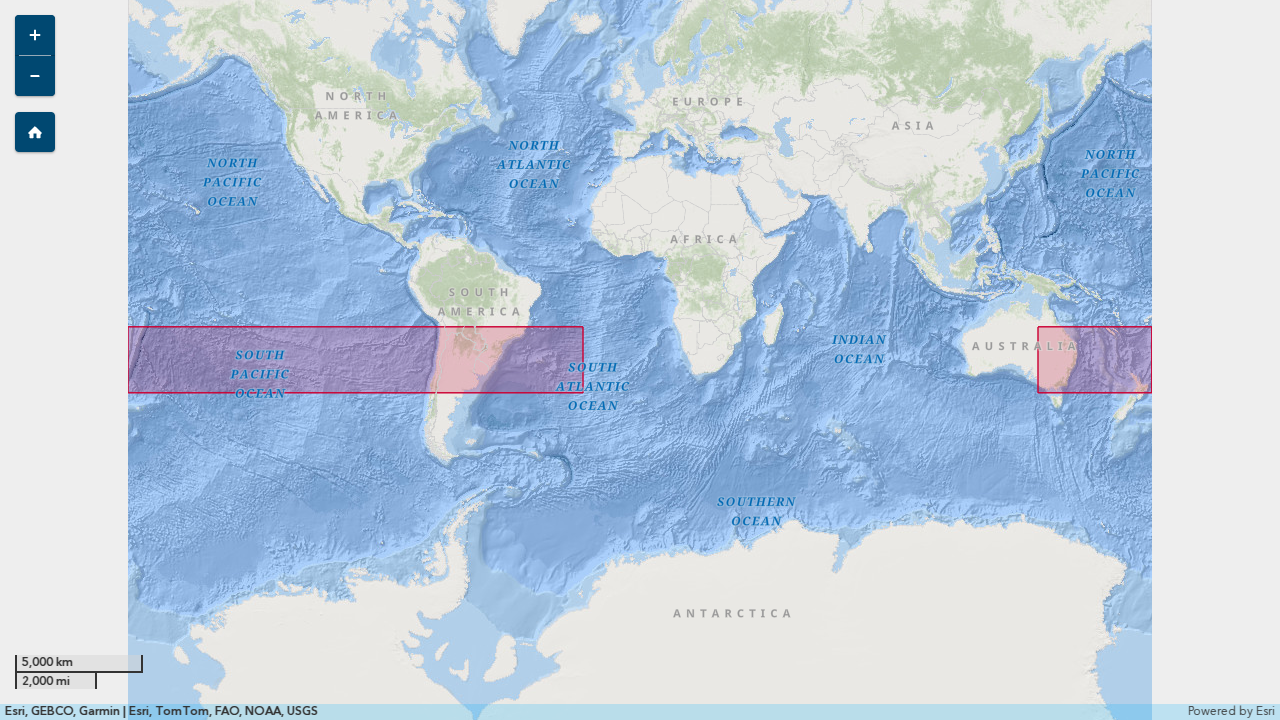 +
−
NORTH
AMERICA
EUROPE
ASIA
NORTH
PACIFIC
OCEAN
NORTH
ATLANTIC
OCEAN
NORTH
PACIFIC
OCEAN
AFRICA
SOUTH
AMERICA
SOUTH
PACIFIC
OCEAN
SOUTH
ATLANTIC
OCEAN
INDIAN
OCEAN
AUSTRALIA
SOUTHERN
OCEAN
ANTARCTICA
5,000 km
2,000 mi
Esri, GEBCO, Garmin | Esri, TomTom, FAO, NOAA, USGS
Powered by Esri